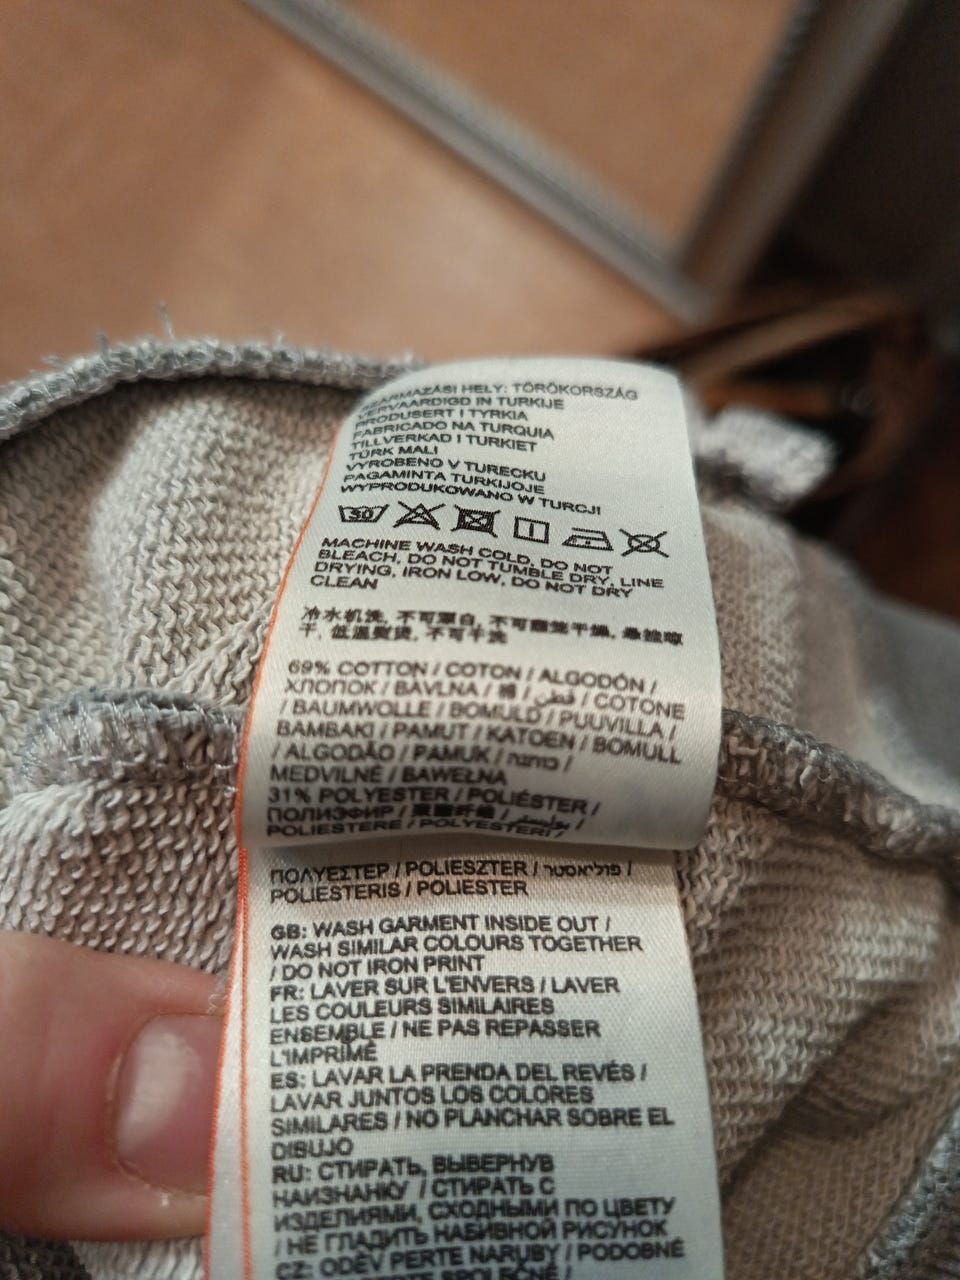 SZÁRMAZÁSI HELY: TÖRÖKORSZÁG
VERVAARDIGD IN TURKIJE
PRODUSERT I TYRKIA
FABRICADO NA TURQUIA
TILLVERKAD I TURKIET
TÜRK MALI
VYROBENO V TURECKU
PAGAMINTA TURKIJOJE
WYPRODUKOWANO W TURCJI
30
MACHINE WASH COLD, DO NOT
BLEACH, DO NOT TUMBLE DRY, LINE
DRYING, IRON LOW, DO NOT DRY
CLEAN
冷水机洗, 不可漂白, 不可翻滚干燥, 悬挂晾
干, 低温熨烫, 不可干洗
69% COTTON / COTON / ALGODÓN /
ХЛОПОК / BAVLNA / 棉 / قطن / COTONE
/ BAUMWOLLE / BOMULD / PUUVILLA /
ΒΑΜΒΑΚΙ / PAMUT / KATOEN / BOMULL
/ ALGODÃO / PAMUK / כותנה /
MEDVILNĖ / BAWEŁNA
31% POLYESTER / POLIÉSTER /
ПОЛИЭФИР / 聚酯纤维 / بوليستر /
POLIESTERE / POLYESTERI /
ΠΟΛΥΕΣΤΕΡ / POLIESZTER / פוליאסטר /
POLIESTERIS / POLIESTER
GB: WASH GARMENT INSIDE OUT /
WASH SIMILAR COLOURS TOGETHER
/ DO NOT IRON PRINT
FR: LAVER SUR L'ENVERS / LAVER
LES COULEURS SIMILAIRES
ENSEMBLE / NE PAS REPASSER
L'IMPRIMÉ
ES: LAVAR LA PRENDA DEL REVÉS /
LAVAR JUNTOS LOS COLORES
SIMILARES / NO PLANCHAR SOBRE EL
DIBUJO
RU: СТИРАТЬ, ВЫВЕРНУВ
НАИЗНАНКУ / СТИРАТЬ С
ИЗДЕЛИЯМИ, СХОДНЫМИ ПО ЦВЕТУ
/ НЕ ГЛАДИТЬ НАБИВНОЙ РИСУНОК
CZ: ODĚV PERTE NARUBY / PODOBNÉ
BARVY PERTE SPOLEČNĚ /